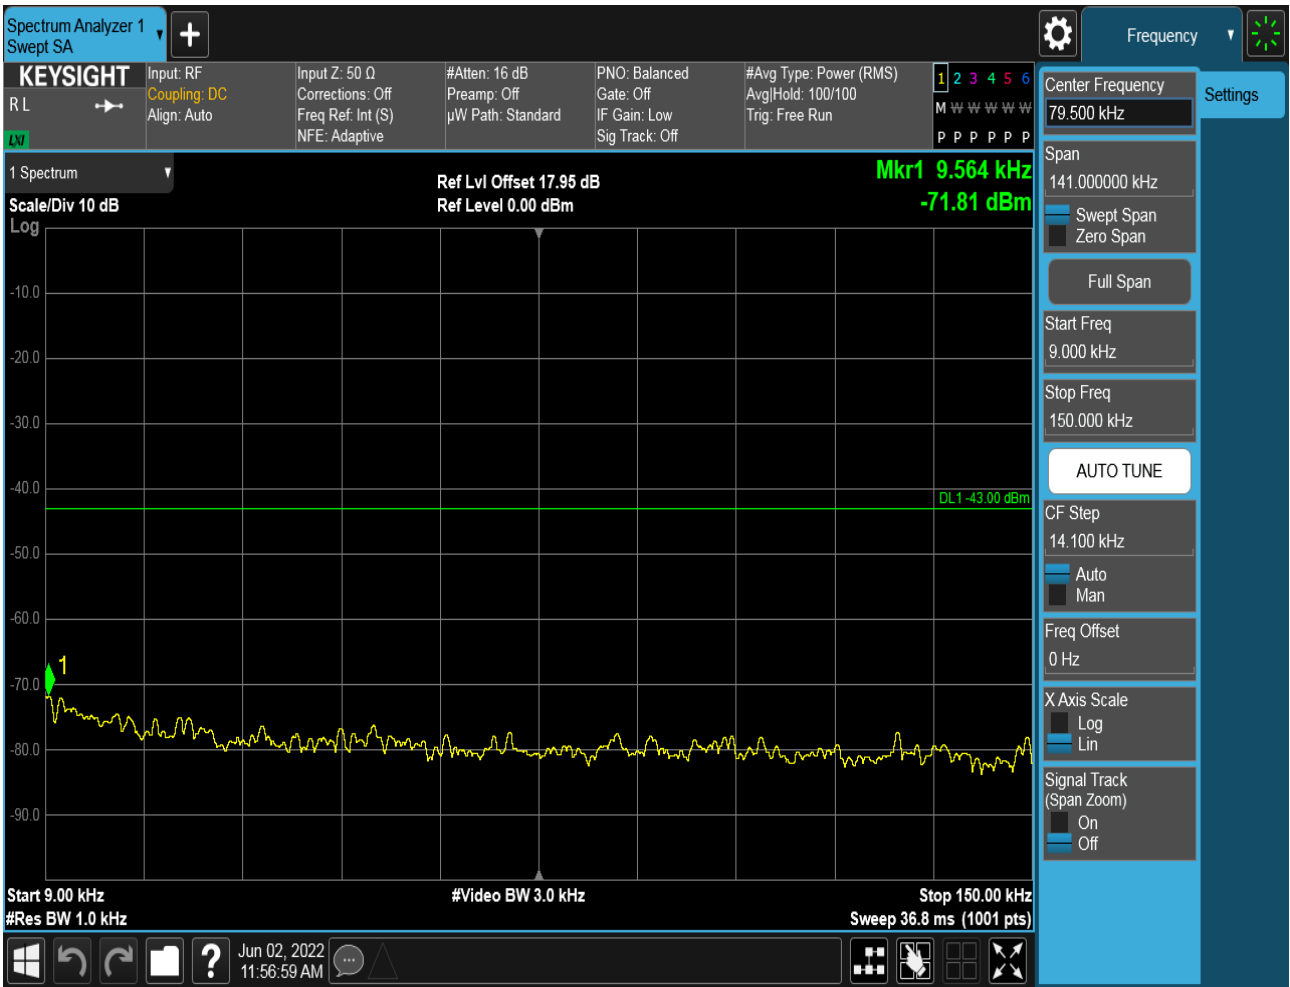 Spectrum Analyzer 1
Swept SA
Frequency
KEYSIGHT
R L
LXI
Input: RF
Coupling: DC
Align: Auto
Input Z: 50 Ω
Corrections: Off
Freq Ref: Int (S)
NFE: Adaptive
#Atten: 16 dB
Preamp: Off
µW Path: Standard
PNO: Balanced
Gate: Off
IF Gain: Low
Sig Track: Off
#Avg Type: Power (RMS)
Avg|Hold: 100/100
Trig: Free Run
1 2 3 4 5 6
M W W W W W
P P P P P P
1 Spectrum
Scale/Div 10 dB
Log
Ref Lvl Offset 17.95 dB
Ref Level 0.00 dBm
Mkr1 9.564 kHz
-71.81 dBm
-10.0
-20.0
-30.0
-40.0
DL1 -43.00 dBm
-50.0
-60.0
1
-70.0
-80.0
-90.0
Start 9.00 kHz
#Video BW 3.0 kHz
Stop 150.00 kHz
#Res BW 1.0 kHz
Sweep 36.8 ms (1001 pts)
Jun 02, 2022
11:56:59 AM
Center Frequency
79.500 kHz
Settings
Span
141.000000 kHz
Swept Span
Zero Span
Full Span
Start Freq
9.000 kHz
Stop Freq
150.000 kHz
AUTO TUNE
CF Step
14.100 kHz
Auto
Man
Freq Offset
0 Hz
X Axis Scale
Log
Lin
Signal Track
(Span Zoom)
On
Off